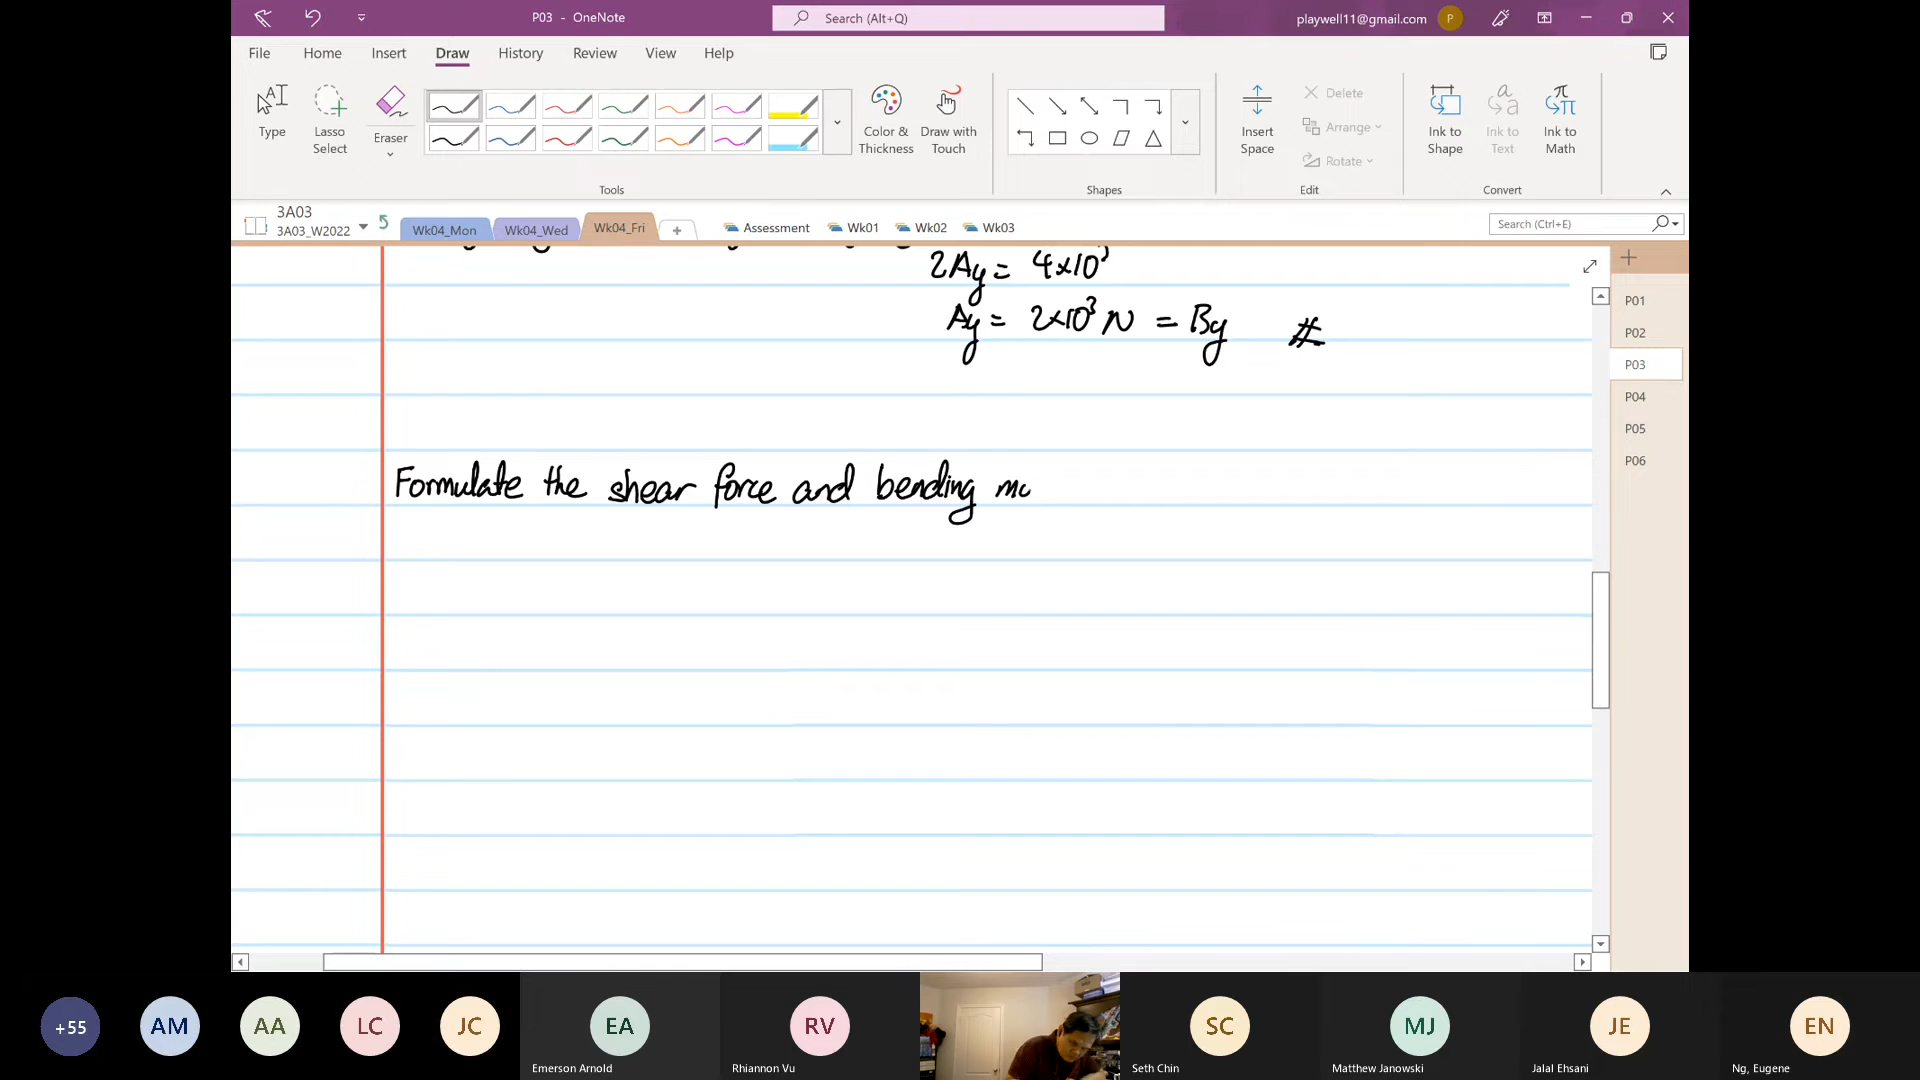 P03 - OneNote
Search (Alt+Q)
playwell11@gmail.com
P
File Home Insert Draw History Review View Help
Type
Lasso Select
Eraser
Color & Thickness
Draw with Touch
Insert Space
Delete
Arrange
Rotate
Ink to Shape
Ink to Text
Ink to Math
Tools
Shapes
Edit
Convert
3A03
3A03_W2022
Wk04_Mon
Wk04_Wed
Wk04_Fri
Assessment
Wk01
Wk02
Wk03
Search (Ctrl+E)
2Ay = 4×10³
Ay = 2×10³ N = By #
Formulate the shear force and bending mo
P01
P02
P03
P04
P05
P06
+55
AM
AA
LC
JC
EA
Emerson Arnold
RV
Rhiannon Vu
SC
Seth Chin
MJ
Matthew Janowski
JE
Jalal Ehsani
EN
Ng, Eugene